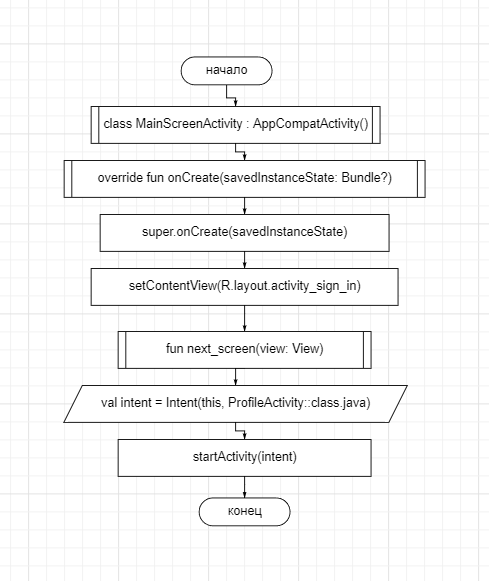 начало
class MainScreenActivity : AppCompatActivity()
override fun onCreate(savedInstanceState: Bundle?)
super.onCreate(savedInstanceState)
setContentView(R.layout.activity_sign_in)
fun next_screen(view: View)
val intent = Intent(this, ProfileActivity::class.java)
startActivity(intent)
конец